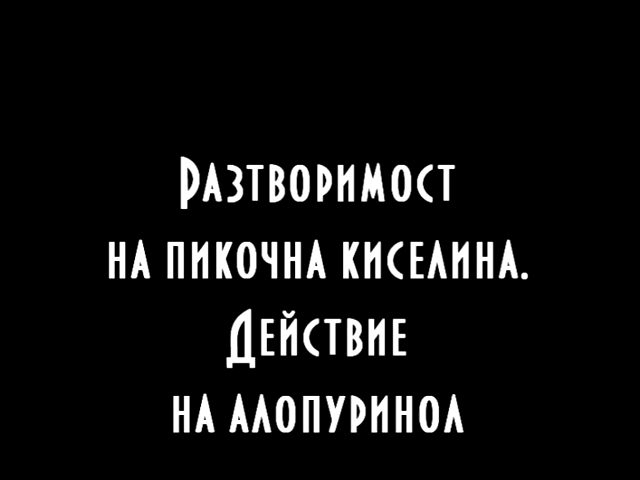 Разтворимост
на пикочна киселина.
Действие
на алопуринол